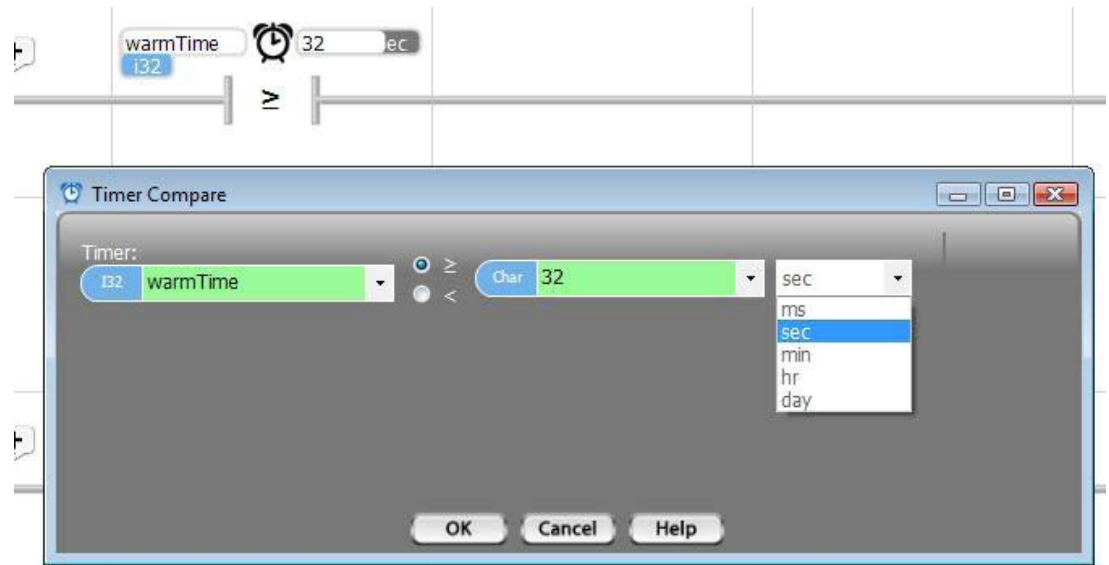 warmTime 32 ec
i32
≥
Timer Compare
Timer:
I32 warmTime ≥ < Char 32 sec
ms
sec
min
hr
day
OK Cancel Help